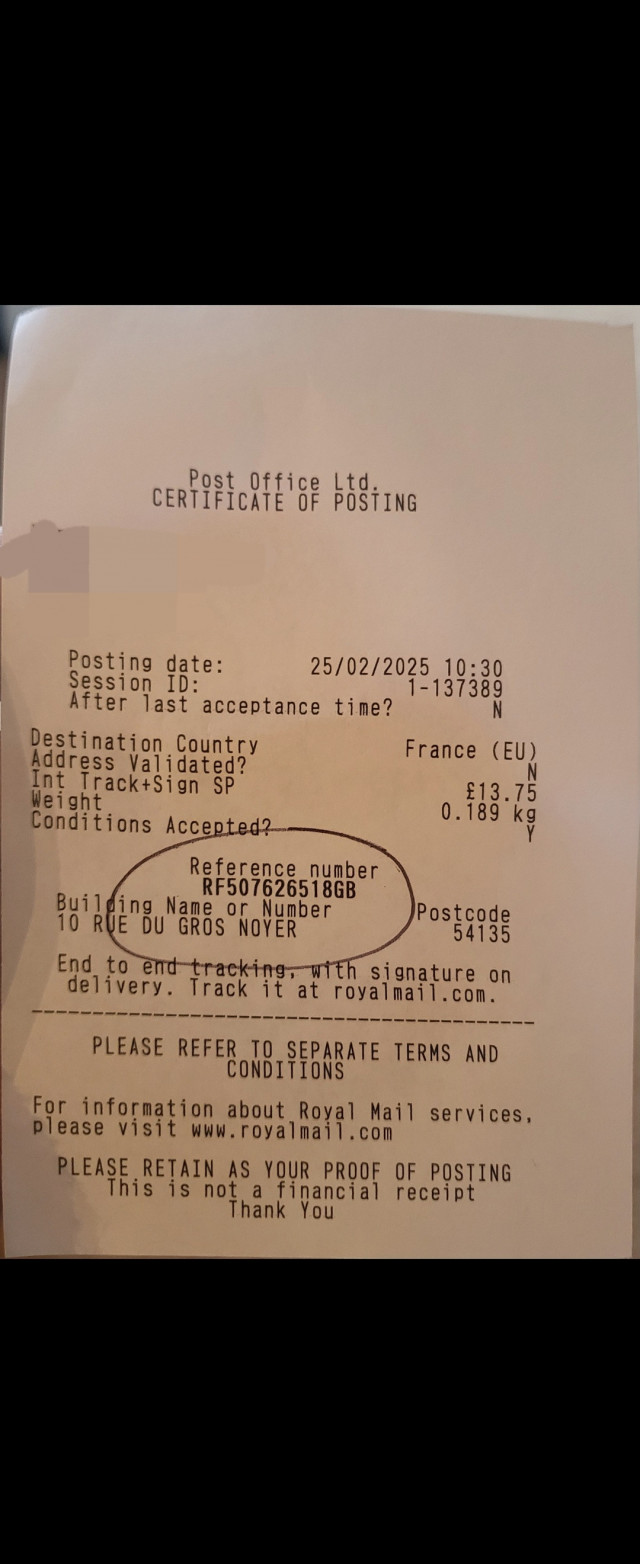 Post Office Ltd.
CERTIFICATE OF POSTING
Posting date: 25/02/2025 10:30
Session ID: 1-137389
After last acceptance time? N
Destination Country France (EU)
Address Validated? N
Int Track+Sign SP £13.75
Weight 0.189 kg
Conditions Accepted? Y
Reference number
RF507626518GB
Building Name or Number Postcode
10 RUE DU GROS NOYER 54135
End to end tracking, with signature on
delivery. Track it at royalmail.com.
PLEASE REFER TO SEPARATE TERMS AND
CONDITIONS
For information about Royal Mail services,
please visit www.royalmail.com
PLEASE RETAIN AS YOUR PROOF OF POSTING
This is not a financial receipt
Thank You